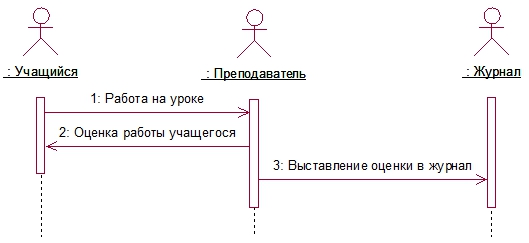 : Учащийся
: Преподаватель
: Журнал
1: Работа на уроке
2: Оценка работы учащегося
3: Выставление оценки в журнал